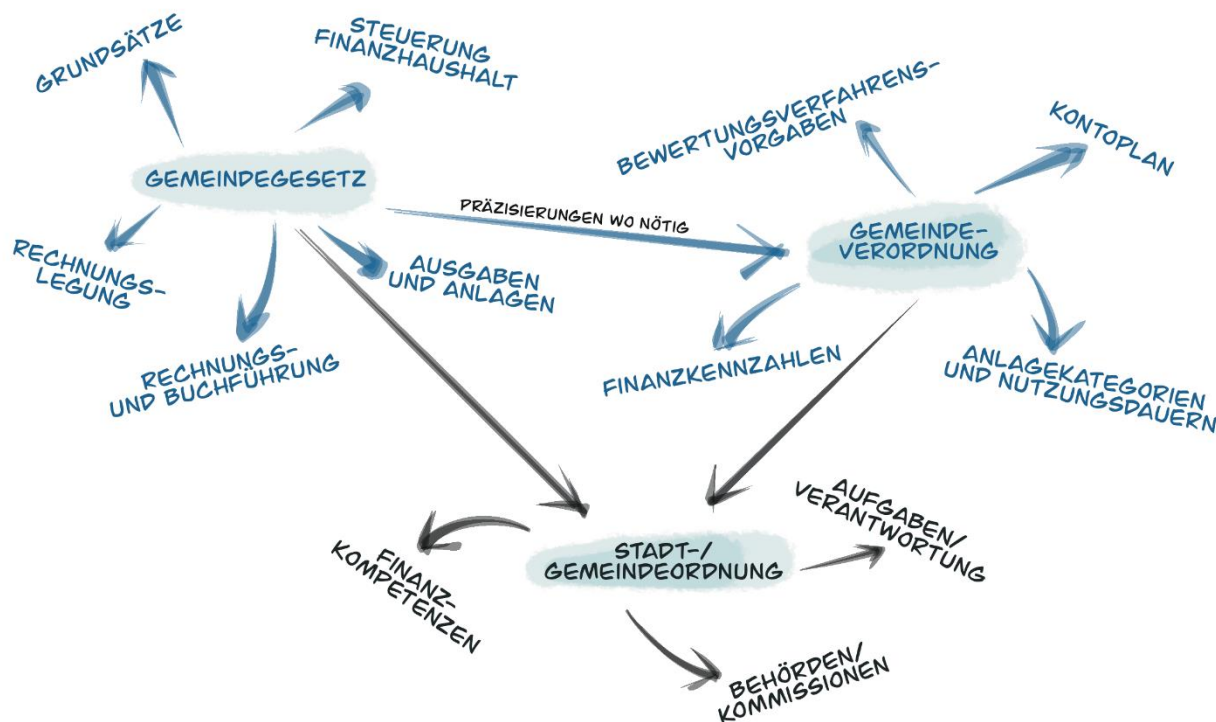 GRUNDSÄTZE
STEUERUNG
FINANZHAUSHALT
GEMEINDEGESETZ
RECHNUNGS-
LEGUNG
RECHNUNGS-
UND BUCHFÜHRUNG
AUSGABEN
UND ANLAGEN
PRÄZISIERUNGEN WO NÖTIG
BEWERTUNGSVERFAHRENS-
VORGABEN
KONTOPLAN
GEMEINDE-
VERORDNUNG
FINANZKENNZAHLEN
ANLAGEKATEGORIEN
UND NUTZUNGSDAUERN
STADT-/
GEMEINDEORDNUNG
FINANZ-
KOMPETENZEN
AUFGABEN/
VERANTWORTUNG
BEHÖRDEN/
KOMMISSIONEN